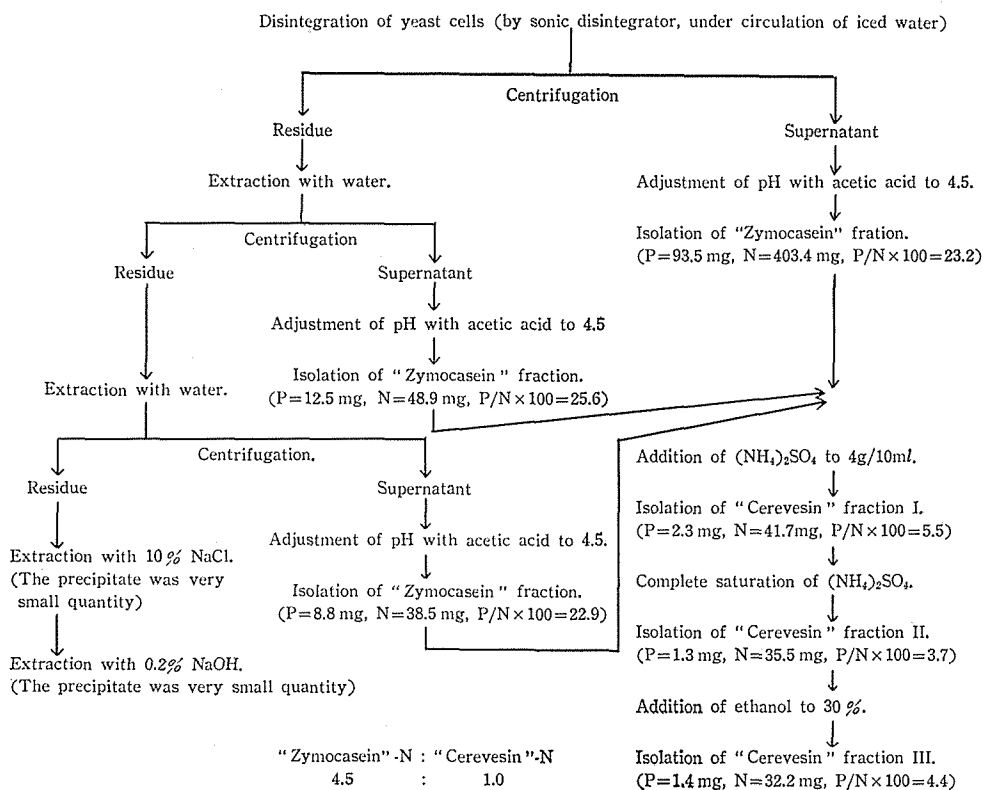 Disintegration of yeast cells (by sonic disintegrator, under circulation of iced water)
Centrifugation
Residue
Supernatant
Extraction with water.
Adjustment of pH with acetic acid to 4.5.
Centrifugation
Isolation of "Zymocasein" fration.
(P=93.5 mg, N=403.4 mg, P/N×100=23.2)
Residue
Supernatant
Adjustment of pH with acetic acid to 4.5
Extraction with water.
Isolation of "Zymocasein" fraction.
(P=12.5 mg, N=48.9 mg, P/N×100=25.6)
Centrifugation.
Residue
Supernatant
Addition of (NH₄)₂SO₄ to 4g/10ml.
Isolation of "Cerevesin" fraction I.
(P=2.3 mg, N=41.7mg, P/N×100=5.5)
Extraction with 10% NaCl.
(The precipitate was very
small quantity)
Adjustment of pH with acetic acid to 4.5.
Isolation of "Zymocasein" fraction.
(P=8.8 mg, N=38.5 mg, P/N×100=22.9)
Complete saturation of (NH₄)₂SO₄.
Isolation of "Cerevesin" fraction II.
(P=1.3 mg, N=35.5 mg, P/N×100=3.7)
Extraction with 0.2% NaOH.
(The precipitate was very small quantity)
Addition of ethanol to 30%.
Isolation of "Cerevesin" fraction III.
(P=1.4 mg, N=32.2 mg, P/N×100=4.4)
"Zymocasein"-N : "Cerevesin"-N
4.5 : 1.0